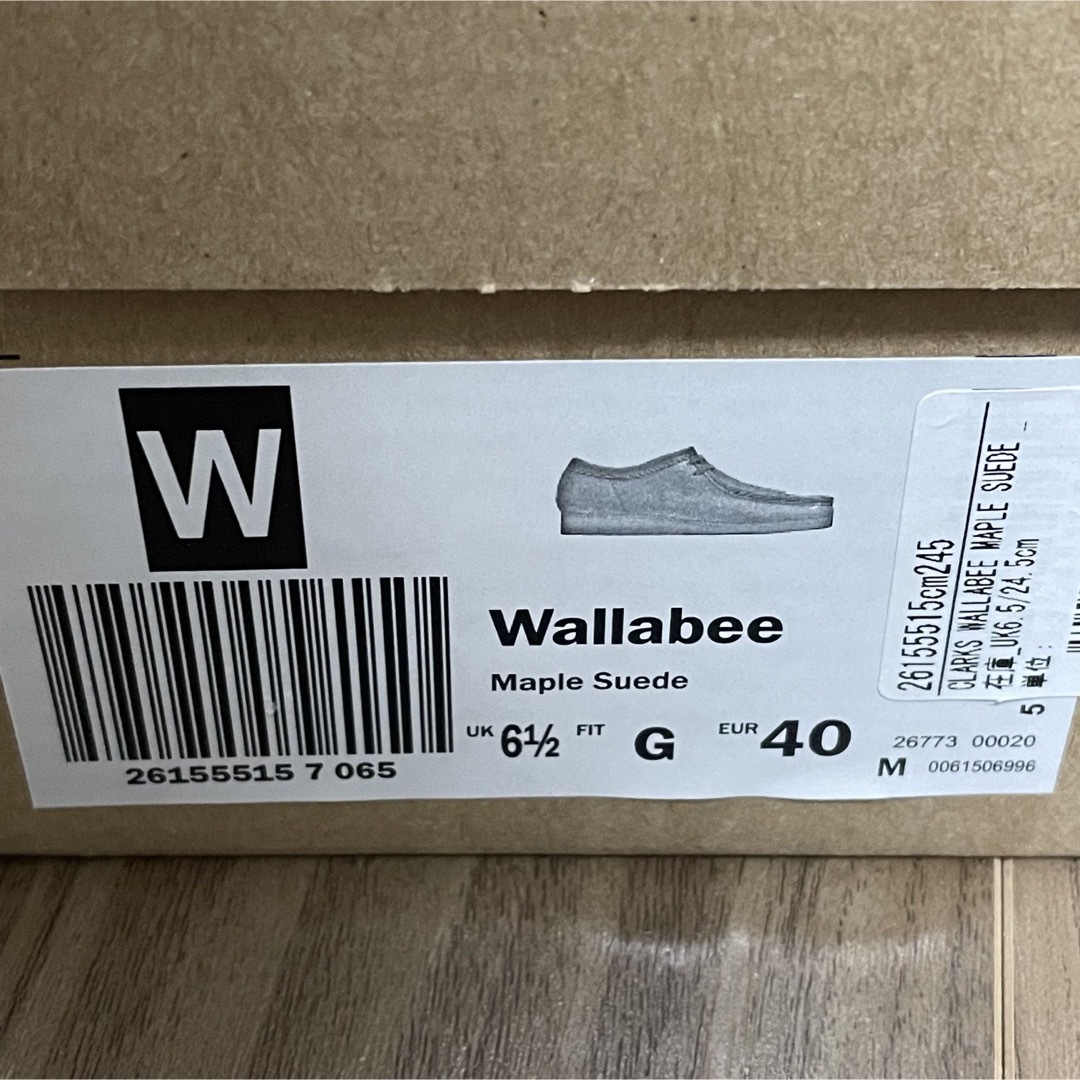 W
26155515 7 065
Wallabee
Maple Suede
UK 6½ FIT G EUR 40
26773 00020
M 0061506996
26155515cm245
CLARKS WALLABEE MAPLE SUEDE _
在庫_UK6.5/24.5cm
単位:
5